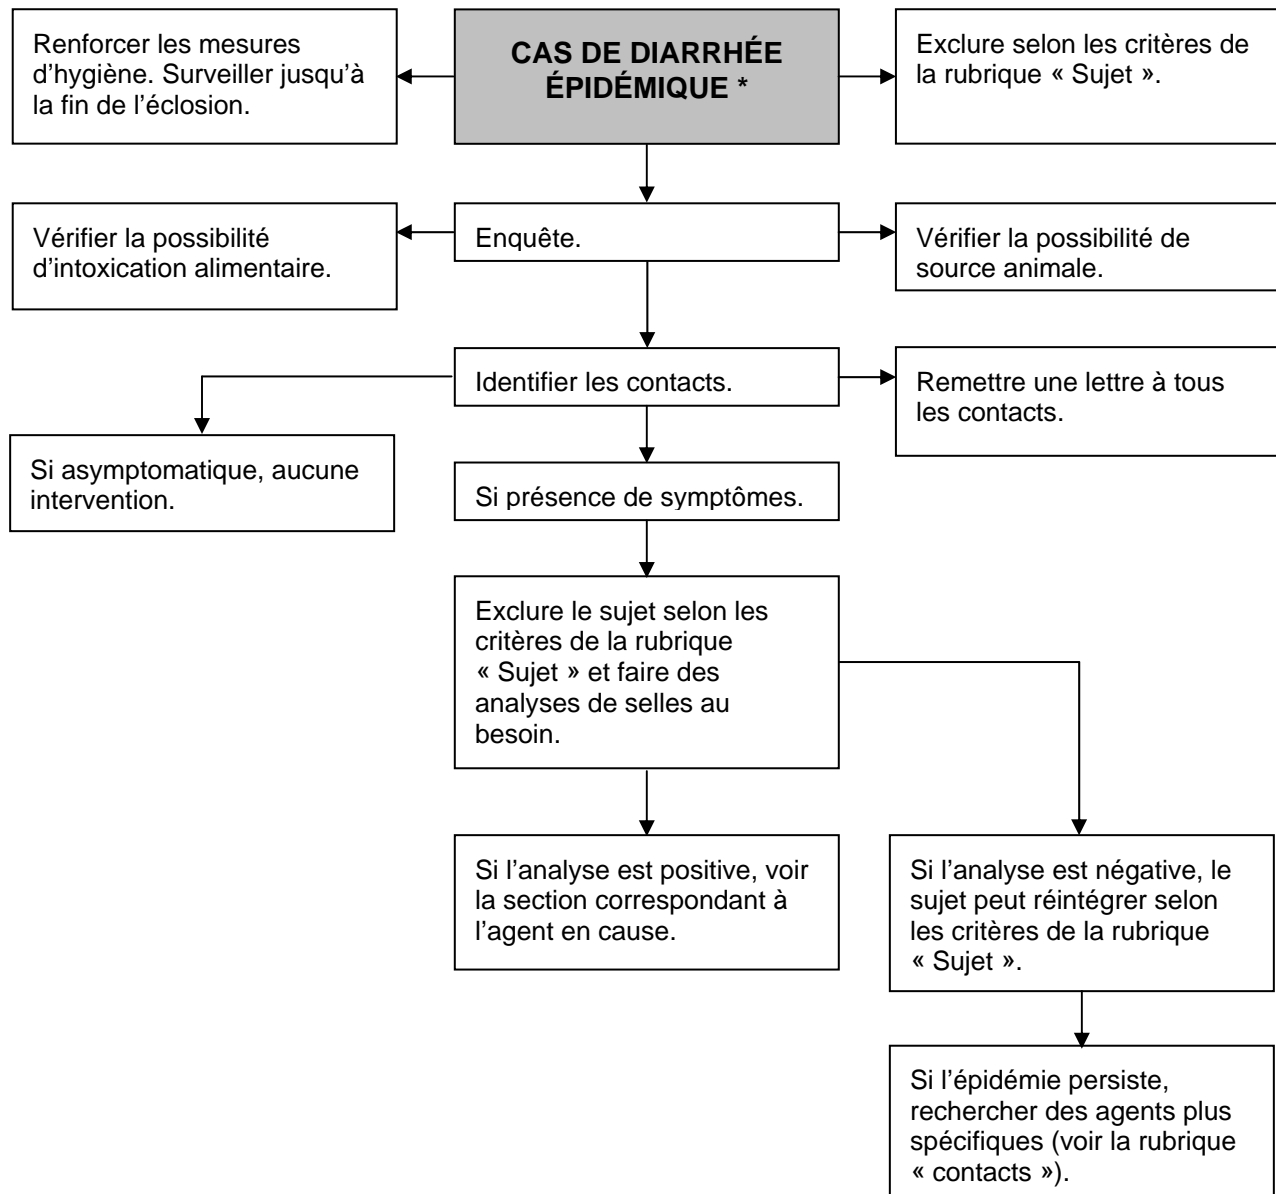 Renforcer les mesures
d’hygiène. Surveiller jusqu’à
la fin de l’éclosion.
CAS DE DIARRHÉE
ÉPIDÉMIQUE *
Exclure selon les critères de
la rubrique « Sujet ».
Vérifier la possibilité
d’intoxication alimentaire.
Enquête.
Vérifier la possibilité de
source animale.
Identifier les contacts.
Remettre une lettre à tous
les contacts.
Si asymptomatique, aucune
intervention.
Si présence de symptômes.
Exclure le sujet selon les
critères de la rubrique
« Sujet » et faire des
analyses de selles au
besoin.
Si l’analyse est positive, voir
la section correspondant à
l’agent en cause.
Si l’analyse est négative, le
sujet peut réintégrer selon
les critères de la rubrique
« Sujet ».
Si l’épidémie persiste,
rechercher des agents plus
spécifiques (voir la rubrique
« contacts »).